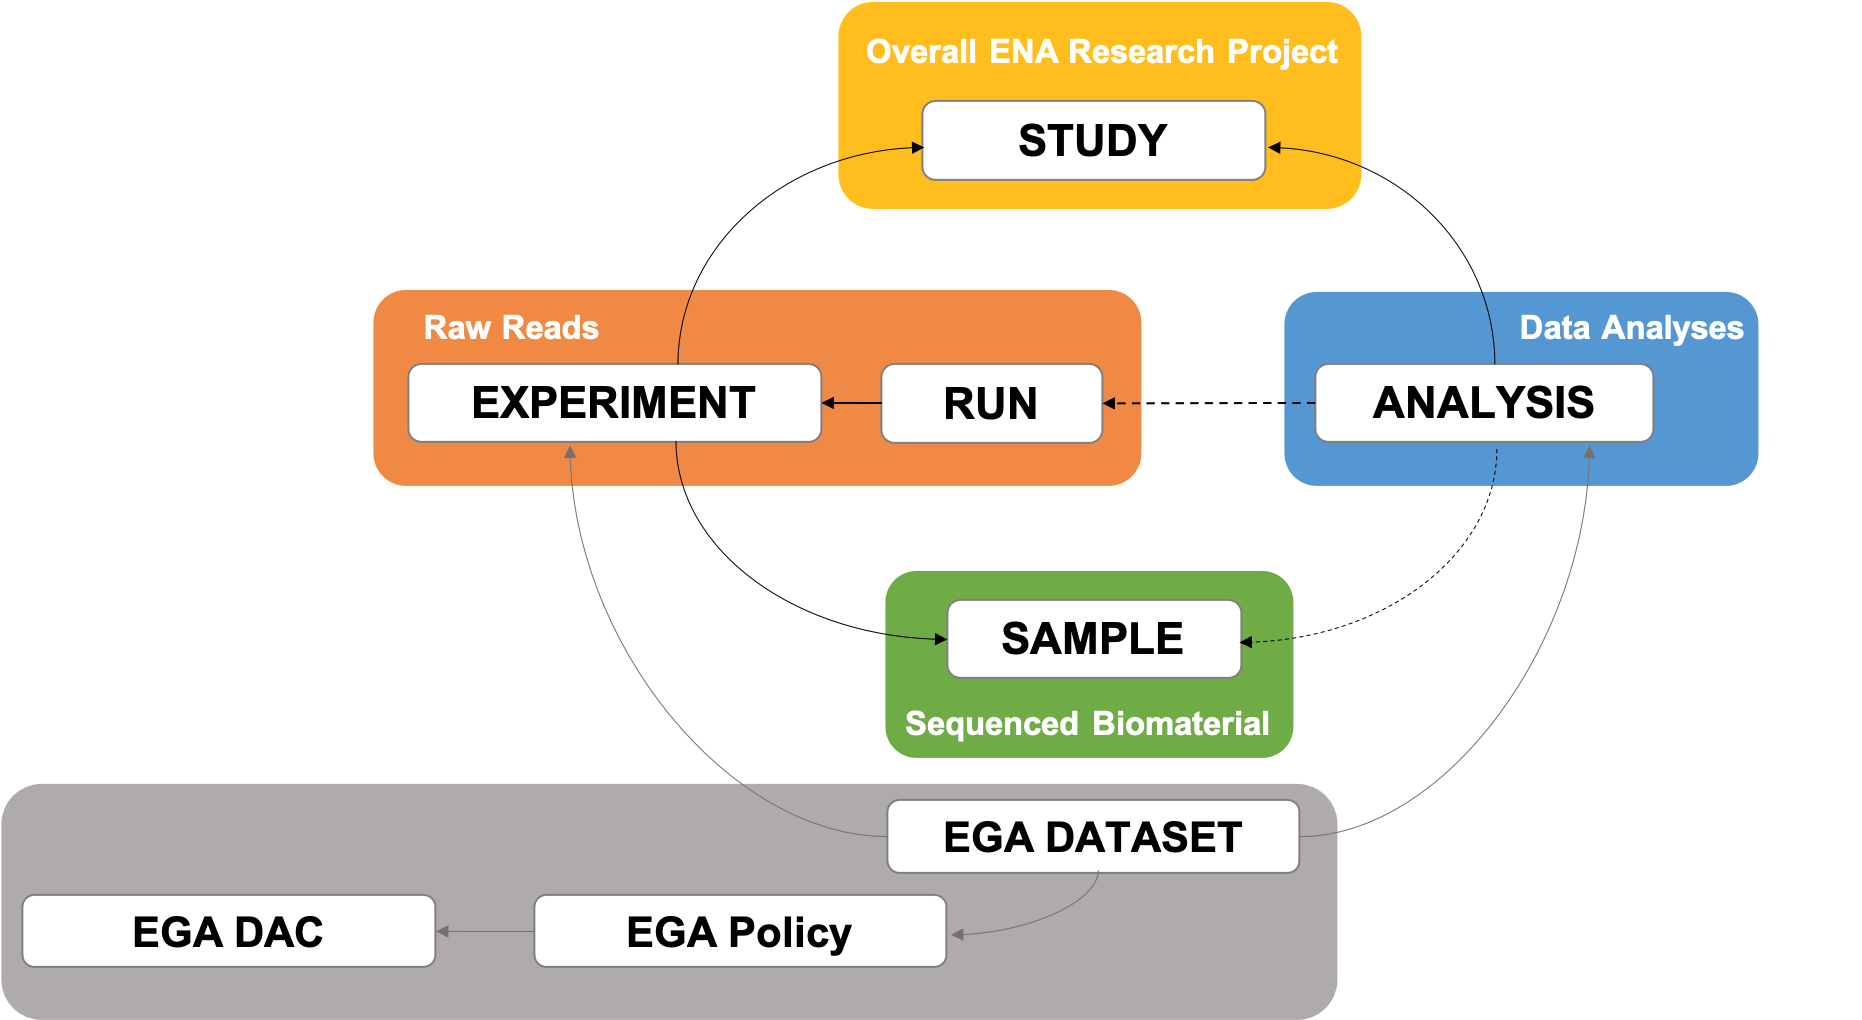 Overall ENA Research Project
STUDY
Raw Reads
Data Analyses
EXPERIMENT
RUN
ANALYSIS
SAMPLE
Sequenced Biomaterial
EGA DATASET
EGA DAC
EGA Policy